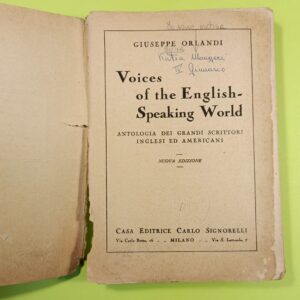 GIUSEPPE ORLANDI
Voices
of the English-
Speaking World
ANTOLOGIA DEI GRANDI SCRITTORI
INGLESI ED AMERICANI
NUOVA EDIZIONE
CASA EDITRICE CARLO SIGNORELLI
MILANO